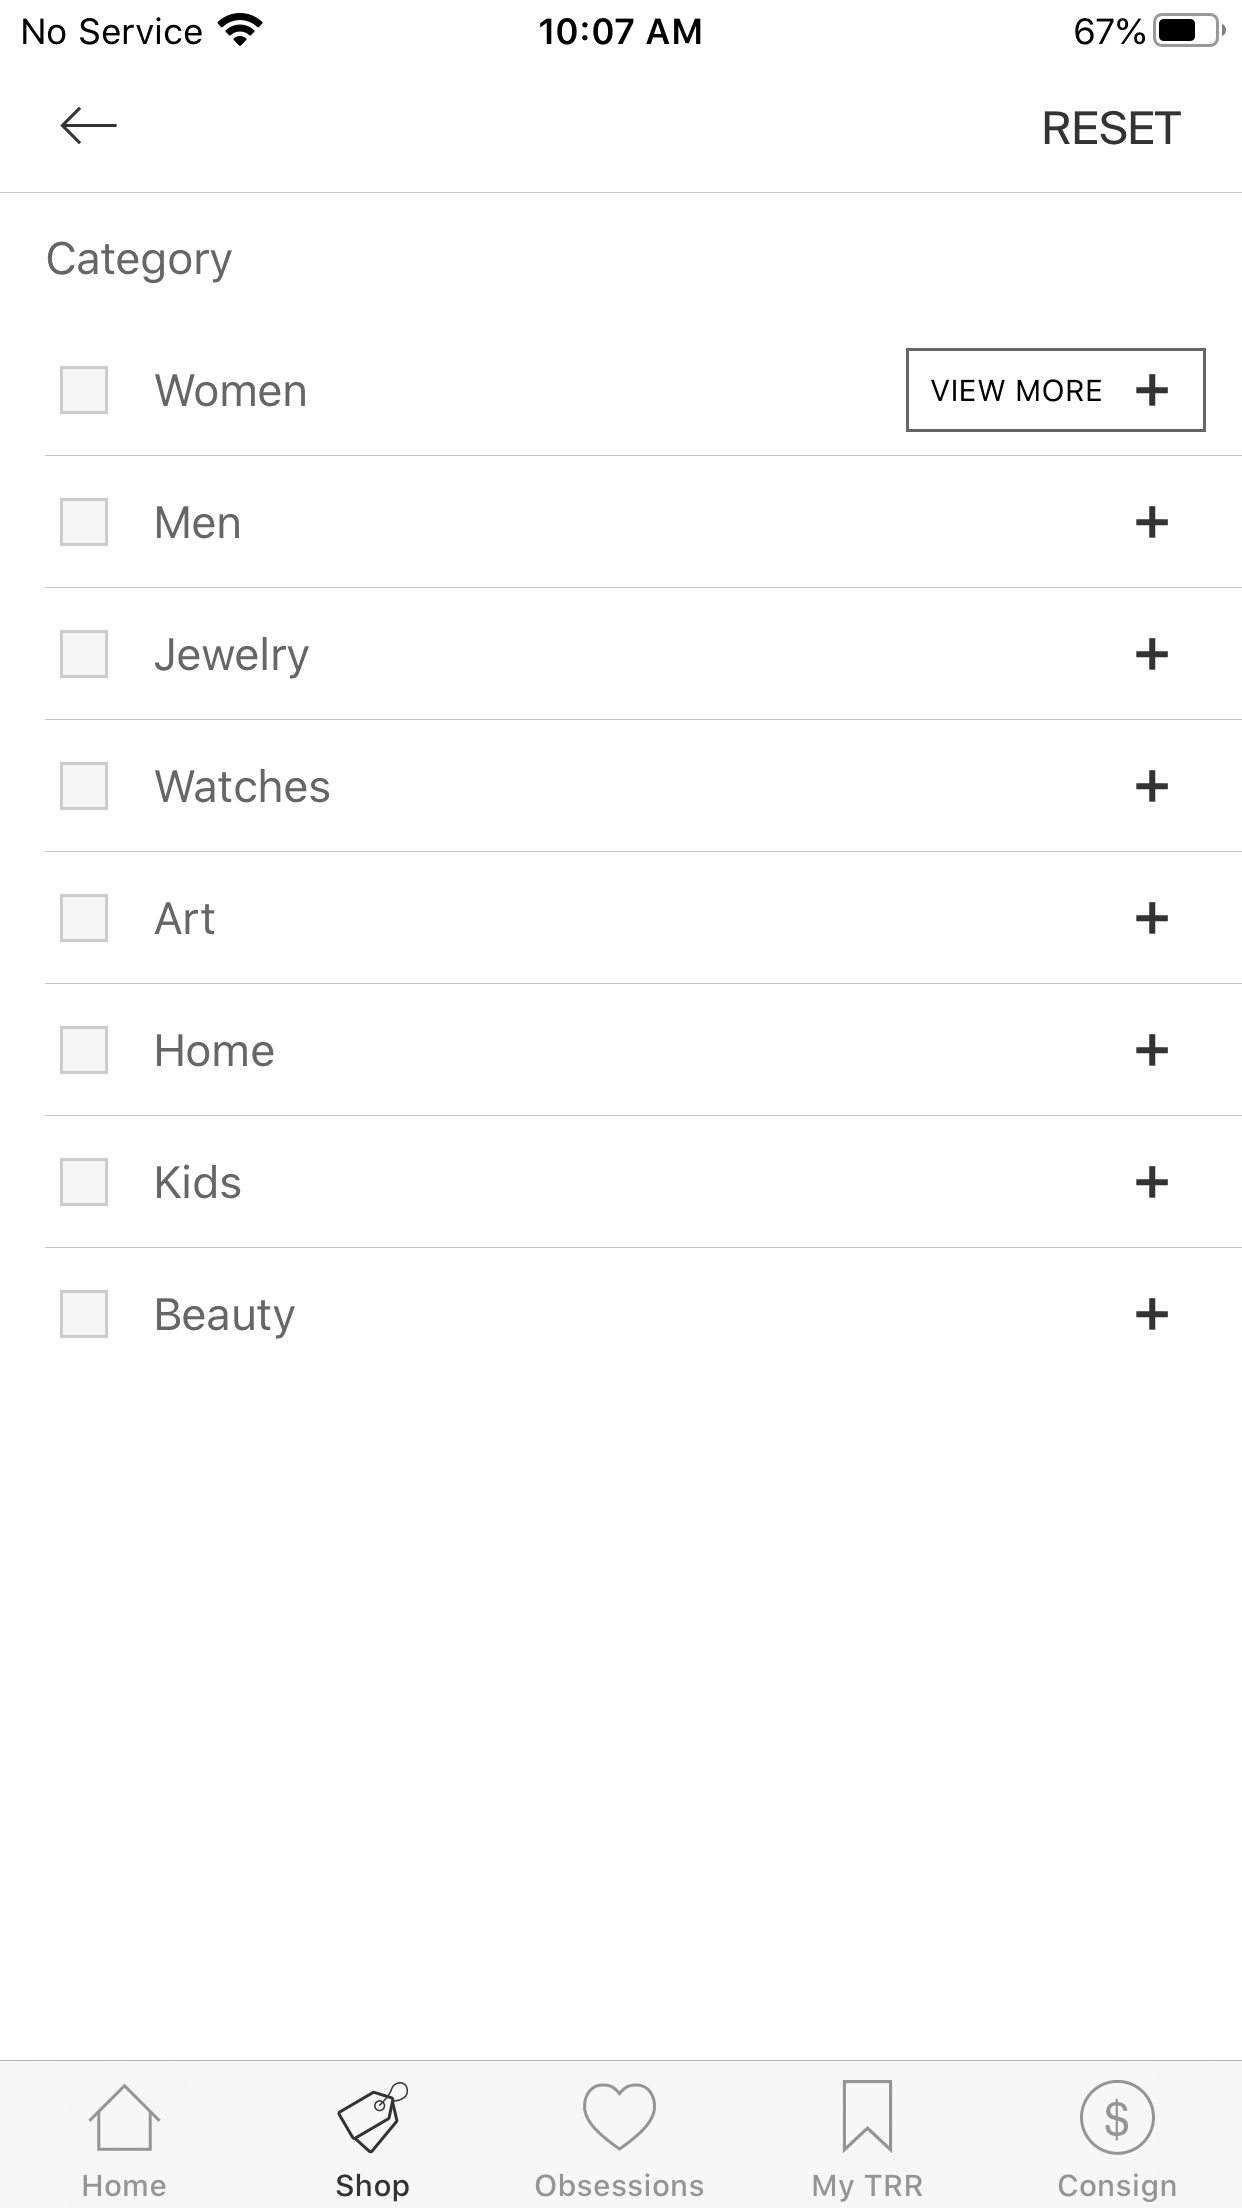 No Service 10:07 AM 67%
RESET
Category
Women VIEW MORE +
Men +
Jewelry +
Watches +
Art +
Home +
Kids +
Beauty +
$
Home Shop Obsessions My TRR Consign